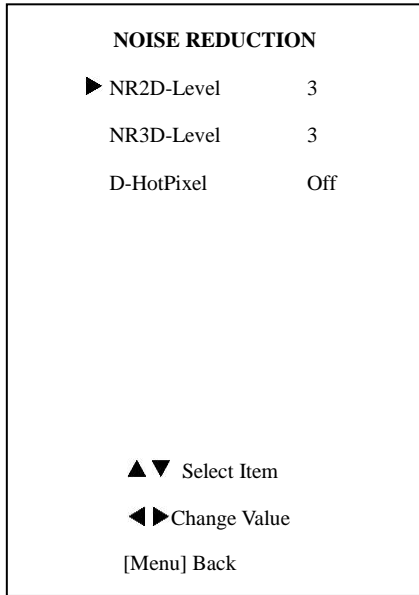 NOISE REDUCTION
▶ NR2D-Level 3
NR3D-Level 3
D-HotPixel Off
▲▼ Select Item
◀▶Change Value
[Menu] Back